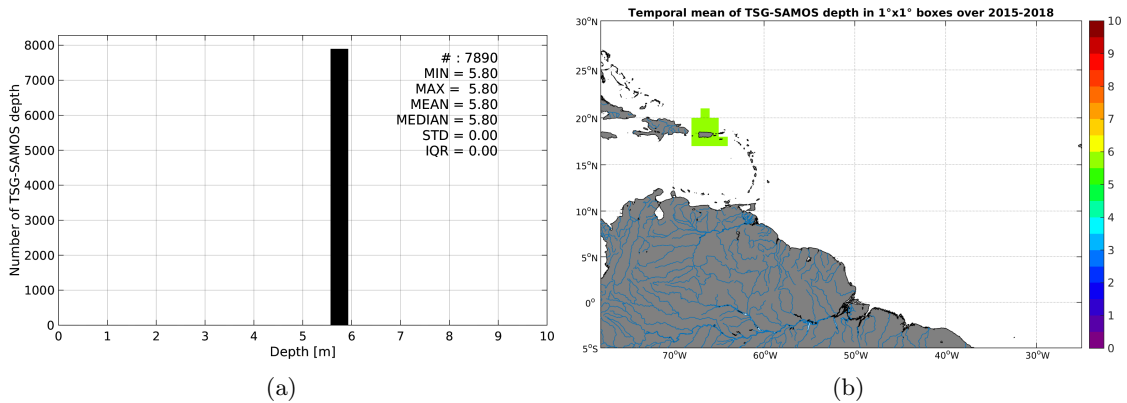 8000
7000
6000
5000
4000
3000
2000
1000
0
Number of TSG-SAMOS depth
# : 7890
MIN = 5.80
MAX = 5.80
MEAN = 5.80
MEDIAN = 5.80
STD = 0.00
IQR = 0.00
0 1 2 3 4 5 6 7 8 9 10
Depth [m]
(a)
Temporal mean of TSG-SAMOS depth in 1°x1° boxes over 2015-2018
30°N
25°N
20°N
15°N
10°N
5°N
0°
5°S
70°W 60°W 50°W 40°W 30°W
10
9
8
7
6
5
4
3
2
1
0
(b)